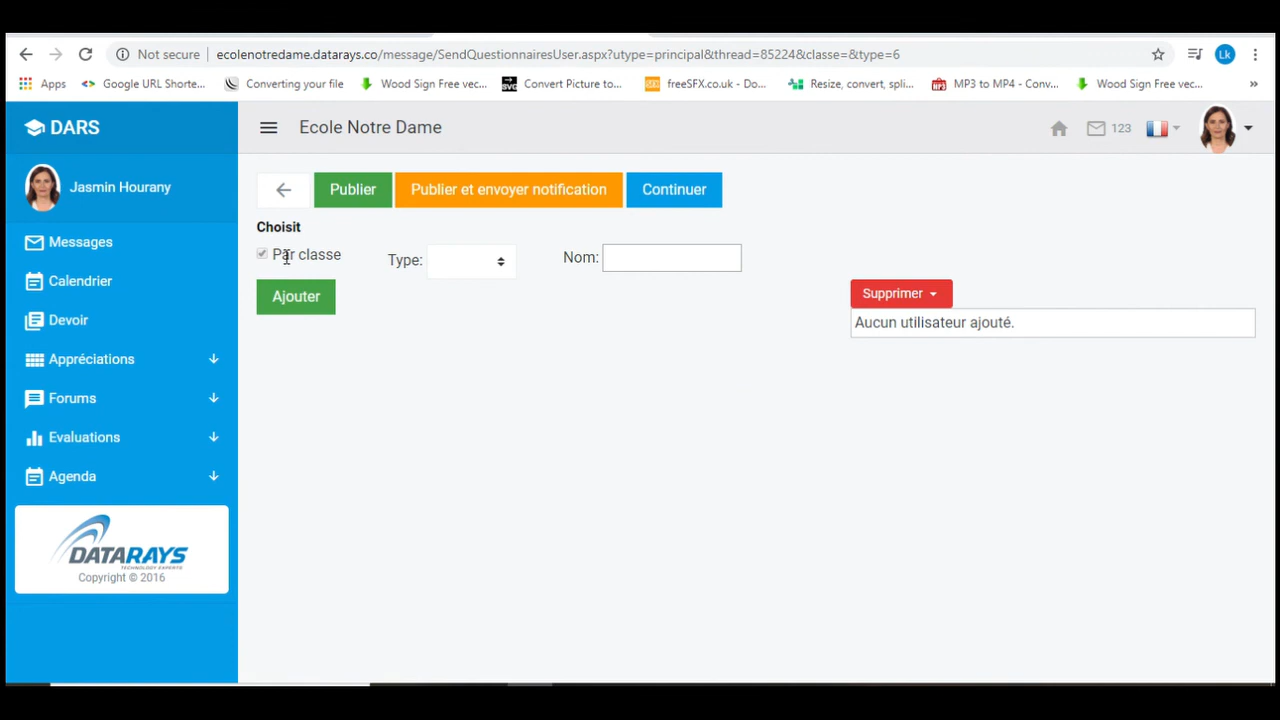 Not secure
ecolenotredame.datarays.co/message/SendQuestionnairesUser.aspx?utype=principal&thread=85224&classe=&type=6
Lk
Apps
Google URL Shorte...
Converting your file
Wood Sign Free vec...
SVG
Convert Picture to...
freeSFX.co.uk - Do...
Resize, convert, spli...
MP3 to MP4 - Conv...
Wood Sign Free vec...
»
DARS
Ecole Notre Dame
123
Jasmin Hourany
Publier
Publier et envoyer notification
Continuer
Choisit
Par classe
Type:
Nom:
Ajouter
Supprimer
Aucun utilisateur ajouté.
Messages
Calendrier
Devoir
Appréciations
Forums
Evaluations
Agenda
DATARAYS
TECHNOLOGY EXPERTS
Copyright © 2016